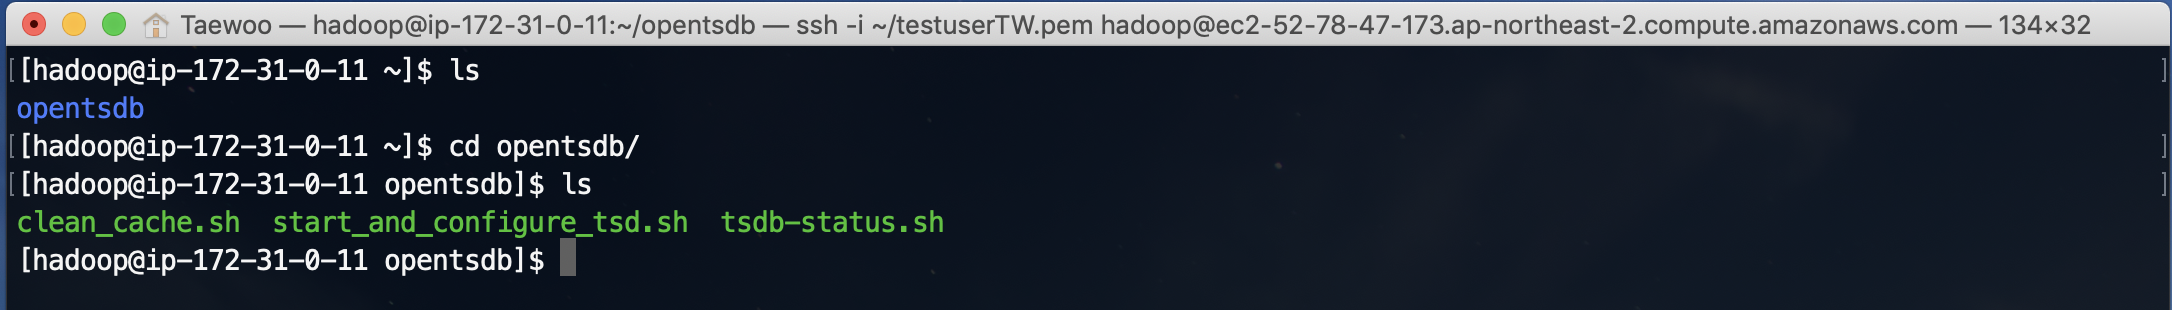 Taewoo — hadoop@ip-172-31-0-11:~/opentsdb — ssh -i ~/testuserTW.pem hadoop@ec2-52-78-47-173.ap-northeast-2.compute.amazonaws.com — 134×32
[[hadoop@ip-172-31-0-11 ~]$ ls ]
opentsdb
[[hadoop@ip-172-31-0-11 ~]$ cd opentsdb/ ]
[[hadoop@ip-172-31-0-11 opentsdb]$ ls ]
clean_cache.sh  start_and_configure_tsd.sh  tsdb-status.sh
[hadoop@ip-172-31-0-11 opentsdb]$